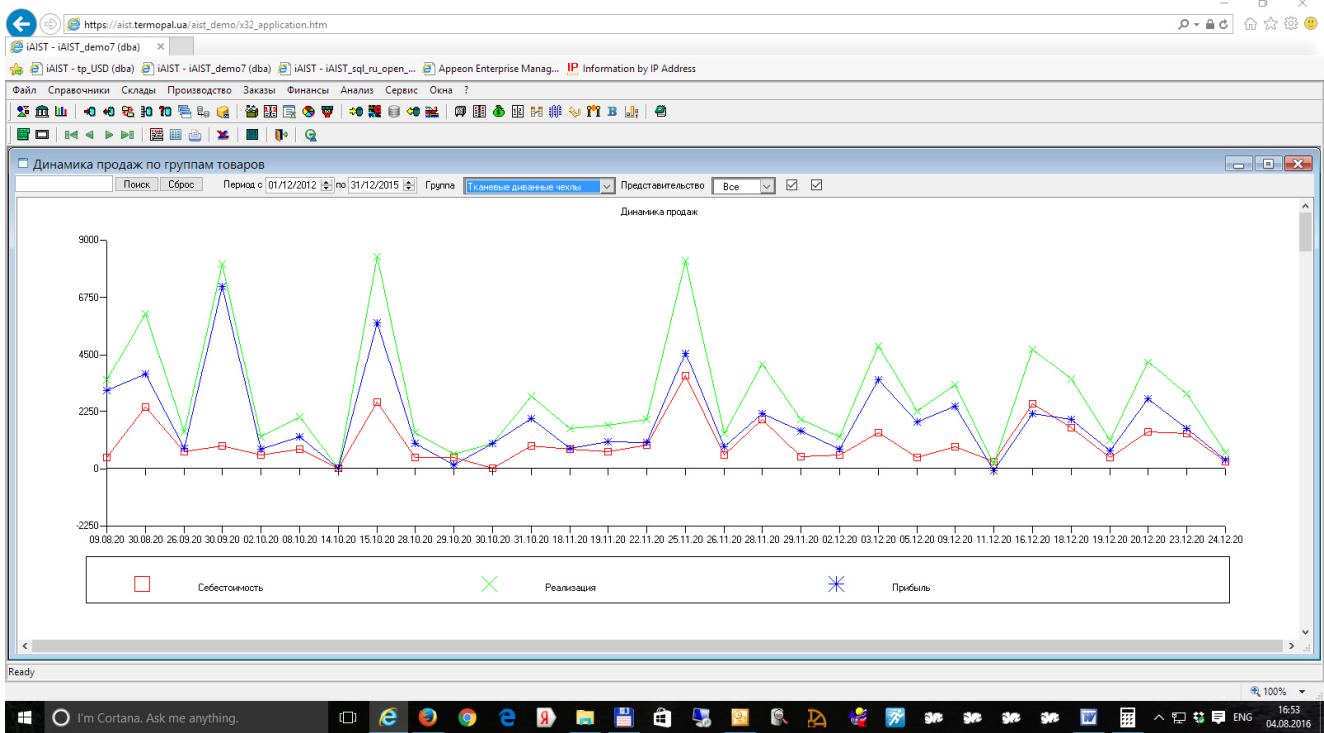 https://aist.termopal.ua/aist_demo/x32_application.htm
iAIST - iAIST_demo7 (dba)
iAIST - tp_USD (dba) iAIST - iAIST_demo7 (dba) iAIST - iAIST_sql_ru_open_... Appeon Enterprise Manag... IP Information by IP Address
Файл Справочники Склады Производство Заказы Финансы Анализ Сервис Окна ?
Динамика продаж по группам товаров
Поиск Сброс Период с 01/12/2012 по 31/12/2015 Группа Тканевые диванные чехлы Представительство Все
Динамика продаж
9000
6750
4500
2250
0
-2250
09.08.20 30.08.20 26.09.20 30.09.20 02.10.20 08.10.20 14.10.20 15.10.20 28.10.20 29.10.20 30.10.20 31.10.20 18.11.20 19.11.20 22.11.20 25.11.20 26.11.20 28.11.20 29.11.20 02.12.20 03.12.20 05.12.20 09.12.20 11.12.20 16.12.20 18.12.20 19.12.20 20.12.20 23.12.20 24.12.20
Себестоимость Реализация Прибыль
Ready
100%
I'm Cortana. Ask me anything.
ENG
16:53
04.08.2016